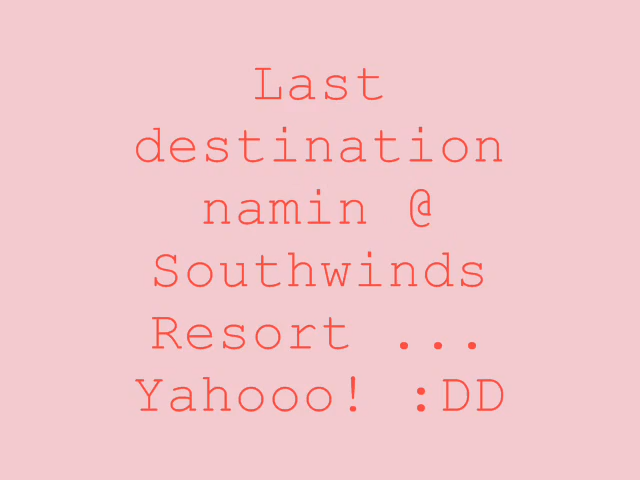 Last
destination
namin @
Southwinds
Resort ...
Yahooo! :DD